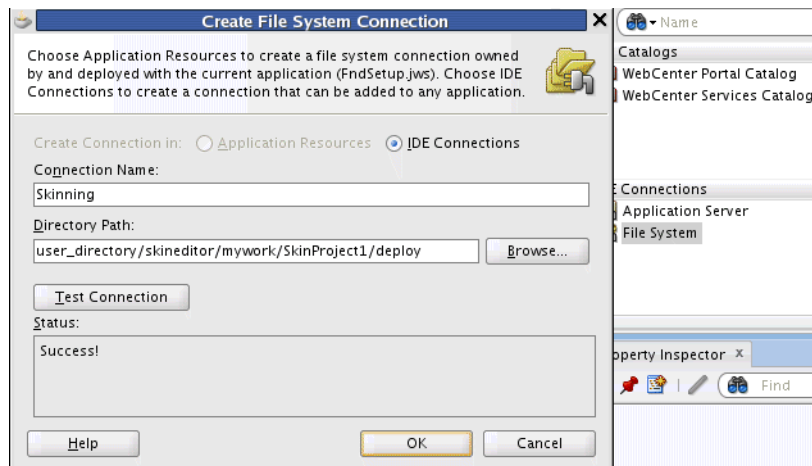 Create File System Connection
Choose Application Resources to create a file system connection owned
by and deployed with the current application (FndSetup.jws). Choose IDE
Connections to create a connection that can be added to any application.
Create Connection in: Application Resources IDE Connections
Connection Name:
Skinning
Directory Path:
user_directory/skineditor/mywork/SkinProject1/deploy
Browse...
Test Connection
Status:
Success!
Help
OK
Cancel
Name
Catalogs
WebCenter Portal Catalog
WebCenter Services Catalog
Connections
Application Server
File System
operty Inspector x
Find